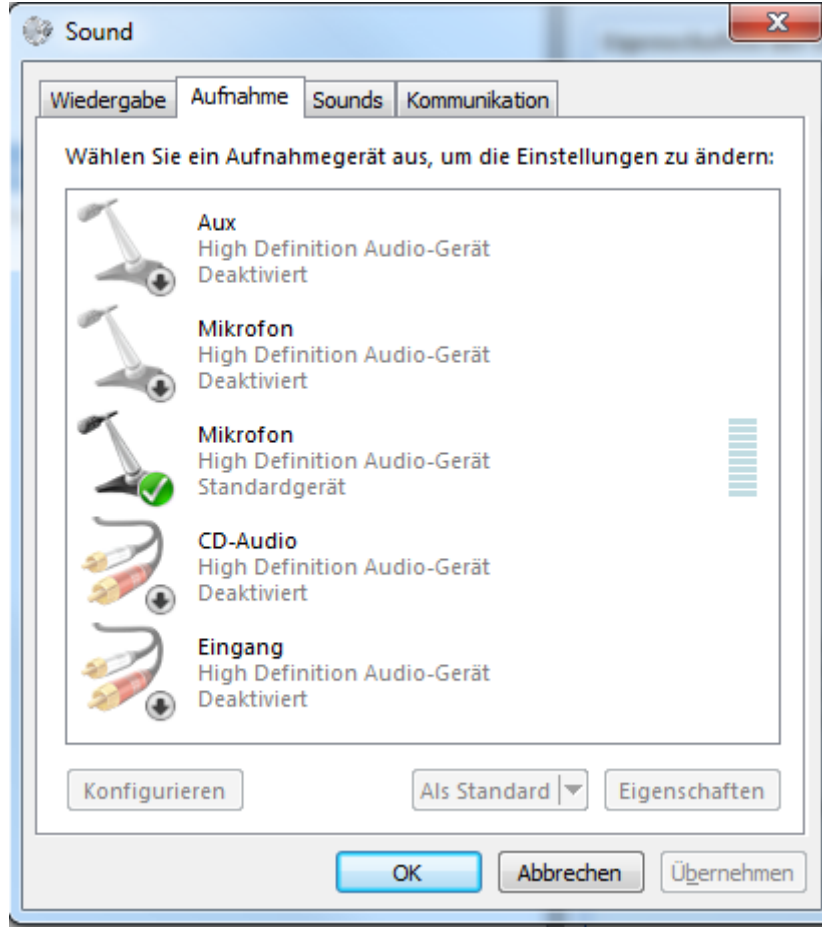 Sound
Wiedergabe Aufnahme Sounds Kommunikation
Wählen Sie ein Aufnahmegerät aus, um die Einstellungen zu ändern:
Aux
High Definition Audio-Gerät
Deaktiviert
Mikrofon
High Definition Audio-Gerät
Deaktiviert
Mikrofon
High Definition Audio-Gerät
Standardgerät
CD-Audio
High Definition Audio-Gerät
Deaktiviert
Eingang
High Definition Audio-Gerät
Deaktiviert
Konfigurieren Als Standard Eigenschaften
OK Abbrechen Übernehmen